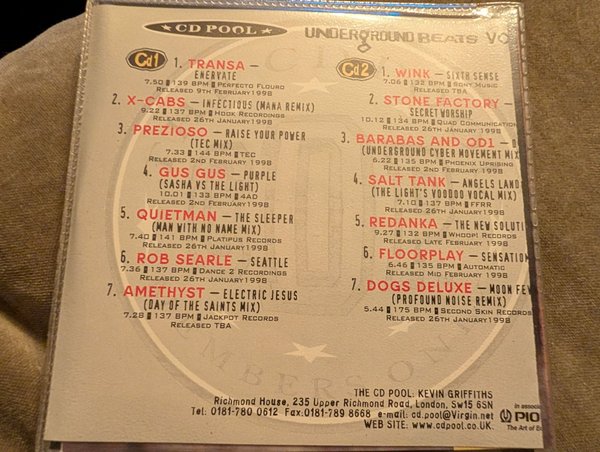 CD POOL
UNDERGROUND BEATS
Cd1
1. TRANSA –
ENERVATE
7.50 ▮ 139 BPM ▮ Perfecto Fluoro
Released 9th February 1998
2. X-CABS – INFECTIOUS (MANA REMIX)
9.22 ▮ 137 BPM ▮ Hook Recordings
Released 26th January 1998
3. PREZIOSO – RAISE YOUR POWER
(TEC MIX)
7.33 ▮ 144 BPM ▮ TEC
Released 2nd February 1998
4. GUS GUS – PURPLE
(SASHA VS THE LIGHT)
10.01 ▮ 133 BPM ▮ 4AD
Released 2nd February 1998
5. QUIETMAN – THE SLEEPER
(MAN WITH NO NAME MIX)
7.40 ▮ 141 BPM ▮ Platipus Records
Released 26th January 1998
6. ROB SEARLE – SEATTLE
7.36 ▮ 137 BPM ▮ Dance 2 Recordings
Released 26th January 1998
7. AMETHYST – ELECTRIC JESUS
(DAY OF THE SAINTS MIX)
7.28 ▮ 137 BPM ▮ Jackpot Records
Released TBA
Cd2
1. WINK – SIXTH SENSE
7.06 ▮ 132 BPM ▮ Sony Music
Released TBA
2. STONE FACTORY –
SECRET WORSHIP
10.12 ▮ 134 BPM ▮ Quad Communication
Released 26th January 1998
3. BARABAS AND OD1 –
(UNDERGROUND CYBER MOVEMENT MIX
6.22 ▮ 135 BPM ▮ Phoenix Uprising
Released 2nd February 1998
4. SALT TANK – ANGELS LAND
(THE LIGHT'S VOODOO VOCAL MIX)
7.10 ▮ 137 BPM ▮ FFRR
Released 26th January 1998
5. REDANKA – THE NEW SOLUTI
9.27 ▮ 132 BPM ▮ Whoop! Records
Released Late February 1998
6. FLOORPLAY – SENSATION
6.46 ▮ 135 BPM ▮ Automatic
Released Mid February 1998
7. DOGS DELUXE – MOON FEV
(PROFOUND NOISE REMIX)
5.44 ▮ 175 BPM ▮ Second Skin Records
Released 26th January 1998
THE CD POOL: KEVIN GRIFFITHS
Richmond House, 235 Upper Richmond Road, London, SW15 6SN
Tel: 0181-780 0612 Fax.0181-789 8668 e-mail: cd.pool@Virgin.net
WEB SITE: www.cdpool.co.UK.
in associa
PIO
The Art of E